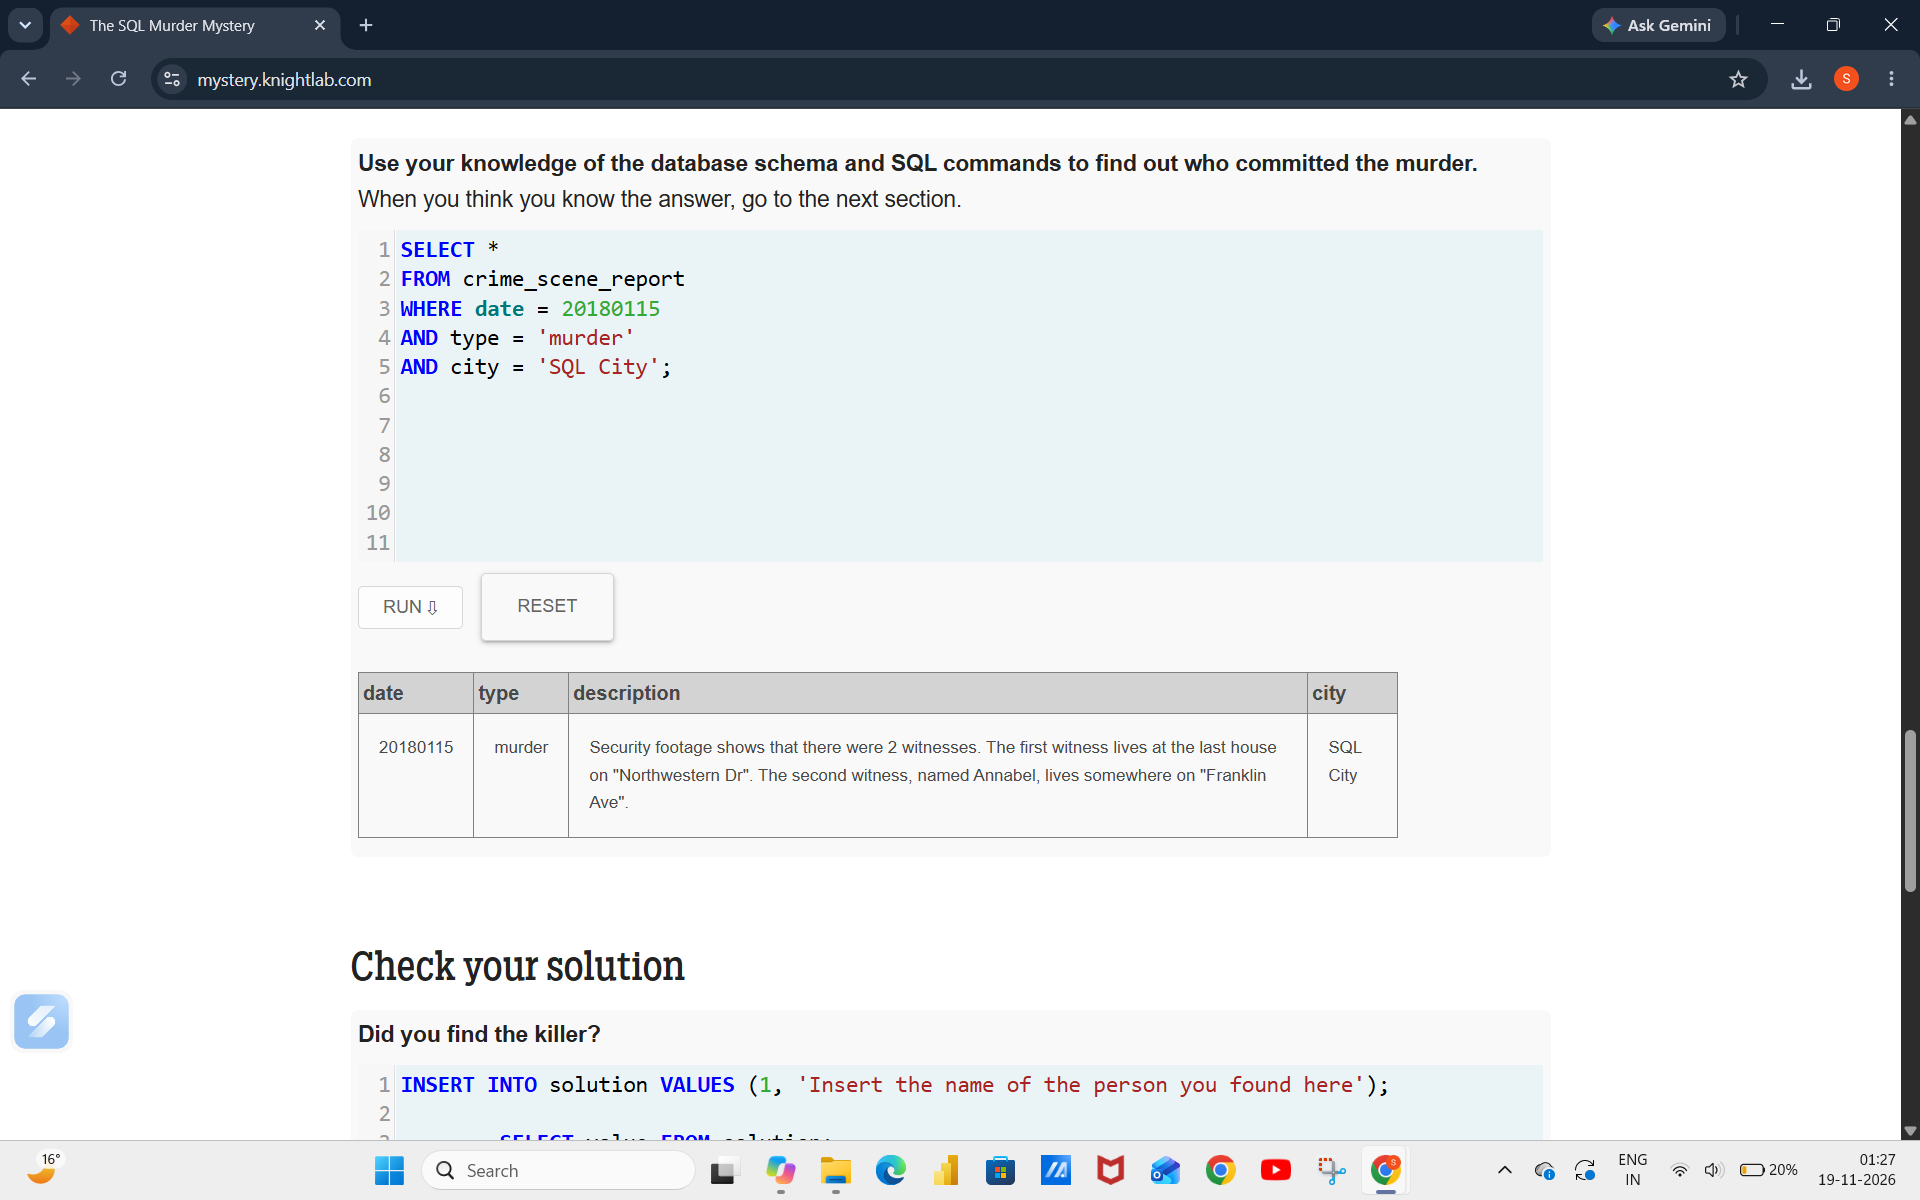 The SQL Murder Mystery
Ask Gemini
mystery.knightlab.com
S
Use your knowledge of the database schema and SQL commands to find out who committed the murder.
When you think you know the answer, go to the next section.
1 SELECT *
2 FROM crime_scene_report
3 WHERE date = 20180115
4 AND type = 'murder'
5 AND city = 'SQL City';
6
7
8
9
10
11
RUN ⇩ RESET
date type description city
20180115 murder Security footage shows that there were 2 witnesses. The first witness lives at the last house SQL
on "Northwestern Dr". The second witness, named Annabel, lives somewhere on "Franklin City
Ave".
Check your solution
Did you find the killer?
1 INSERT INTO solution VALUES (1, 'Insert the name of the person you found here');
2
3 SELECT value FROM solution;
16°
Search
S
ENG
IN
20%
01:27
19-11-2026